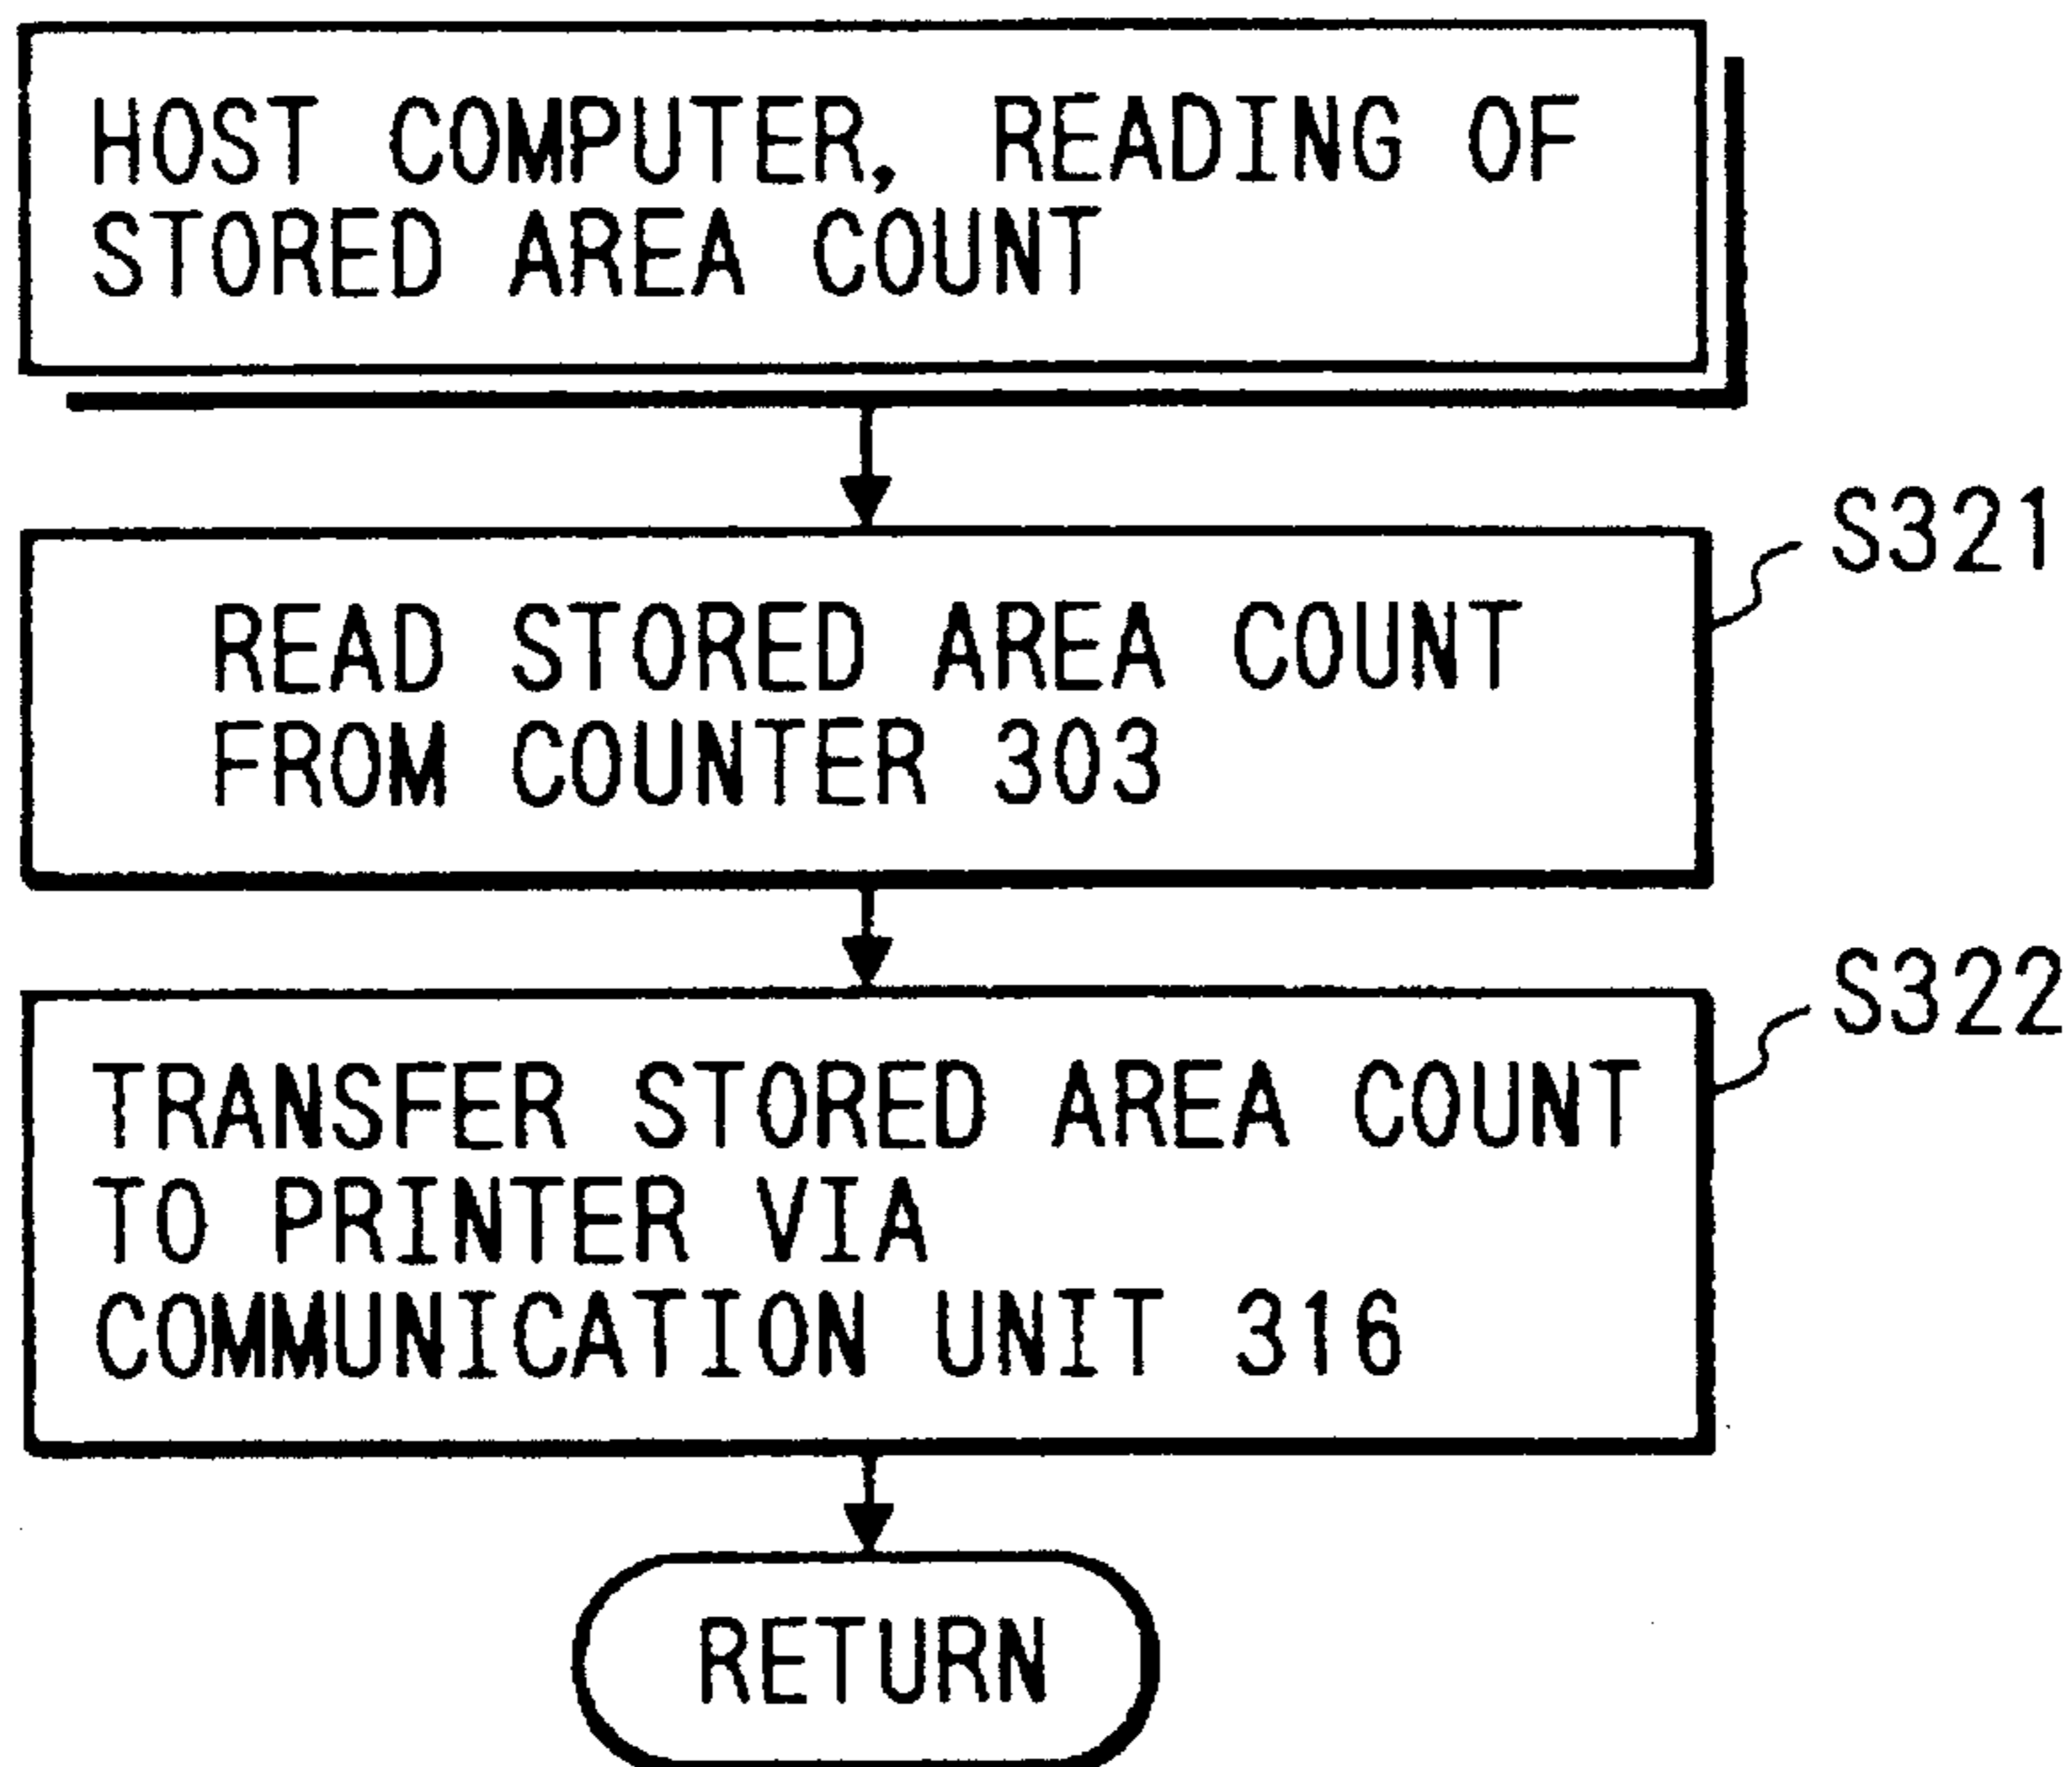 HOST COMPUTER, READING OF
STORED AREA COUNT
S321
READ STORED AREA COUNT
FROM COUNTER 303
S322
TRANSFER STORED AREA COUNT
TO PRINTER VIA
COMMUNICATION UNIT 316
RETURN